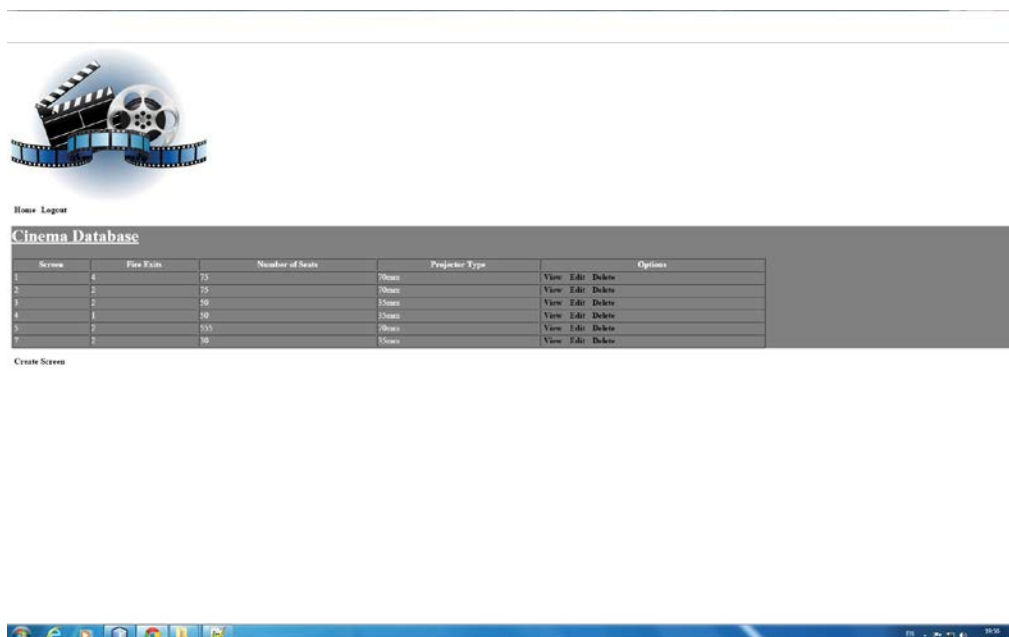 Home Logout
Cinema Database
Screen Fire Exits Number of Seats Projector Type Options
1 4 75 70mm View Edit Delete
2 2 75 70mm View Edit Delete
3 2 50 35mm View Edit Delete
4 1 50 35mm View Edit Delete
5 2 555 70mm View Edit Delete
7 2 50 35mm View Edit Delete
Create Screen